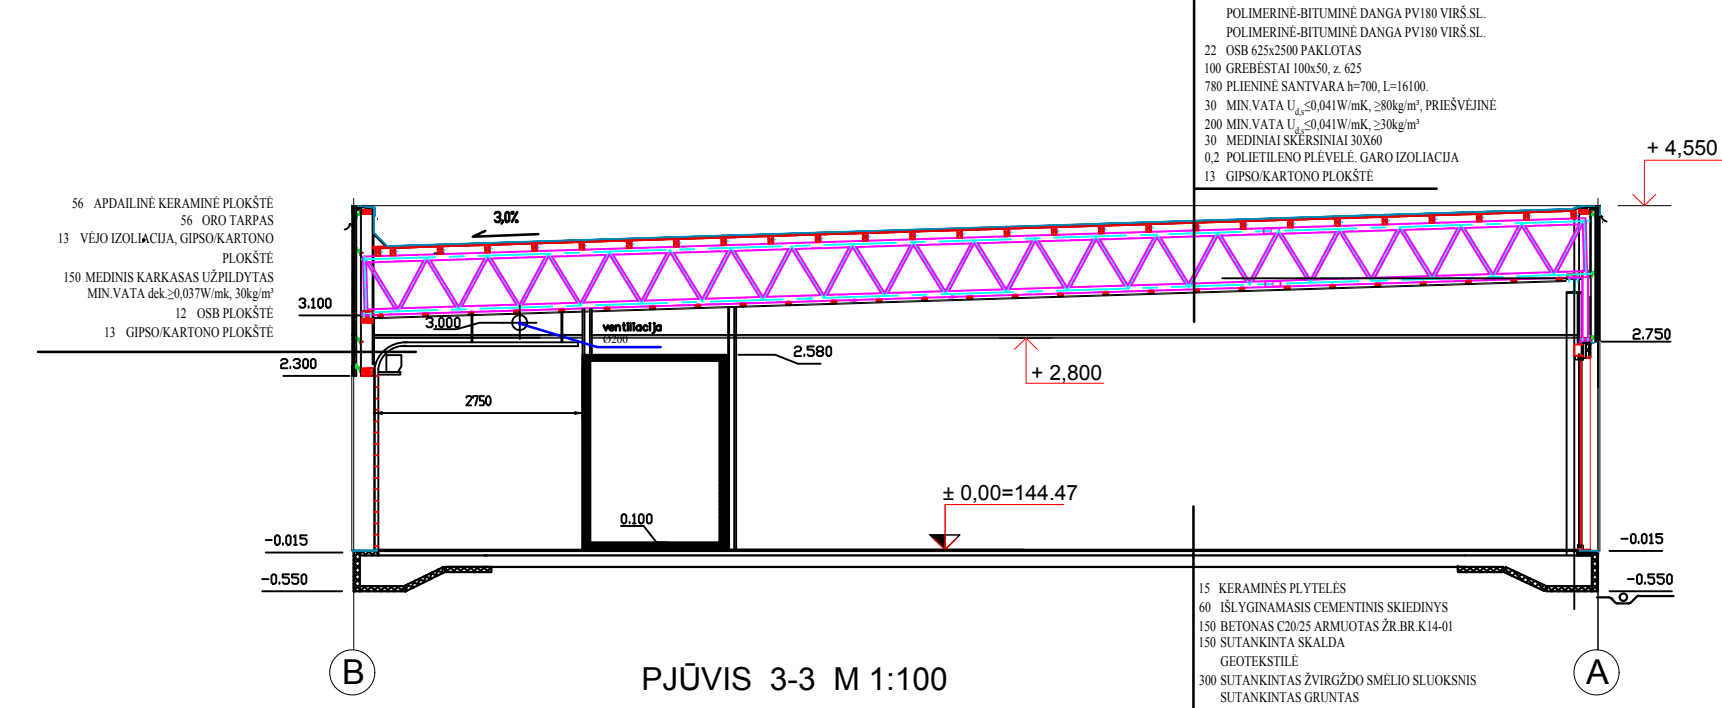 POLIMERINĖ-BITUMINĖ DANGA PV180 VIRŠ.SL.
POLIMERINĖ-BITUMINĖ DANGA PV180 VIRŠ.SL.
22 OSB 625x2500 PAKLOTAS
100 GREBĖSTAI 100x50, z. 625
780 PLIENINĖ SANTVARA h=700, L=16100.
30 MIN.VATA Ud,s≤0,041W/mK, ≥80kg/m³, PRIEŠVĖJINĖ
200 MIN.VATA Ud,s≤0,041W/mK, ≥30kg/m³
30 MEDINIAI SKERSINIAI 30X60
0,2 POLIETILENO PLĖVELĖ. GARO IZOLIACIJA
13 GIPSO/KARTONO PLOKŠTĖ
+ 4,550
56 APDAILINĖ KERAMINĖ PLOKŠTĖ
56 ORO TARPAS
13 VĖJO IZOLIACIJA, GIPSO/KARTONO
PLOKŠTĖ
150 MEDINIS KARKASAS UŽPILDYTAS
MIN.VATA dek.≥0,037W/mk, 30kg/m³
12 OSB PLOKŠTĖ
13 GIPSO/KARTONO PLOKŠTĖ
3,0%
3.100
3.000
ventiliacija
Ø200
2.580
2.750
2.300
+ 2,800
2750
± 0,00=144.47
0.100
-0.015
-0.015
-0.550
-0.550
15 KERAMINĖS PLYTELĖS
60 IŠLYGINAMASIS CEMENTINIS SKIEDINYS
150 BETONAS C20/25 ARMUOTAS ŽR.BR.K14-01
150 SUTANKINTA SKALDA
GEOTEKSTILĖ
300 SUTANKINTAS ŽVIRGŽDO SMĖLIO SLUOKSNIS
SUTANKINTAS GRUNTAS
B
PJŪVIS 3-3 M 1:100
A